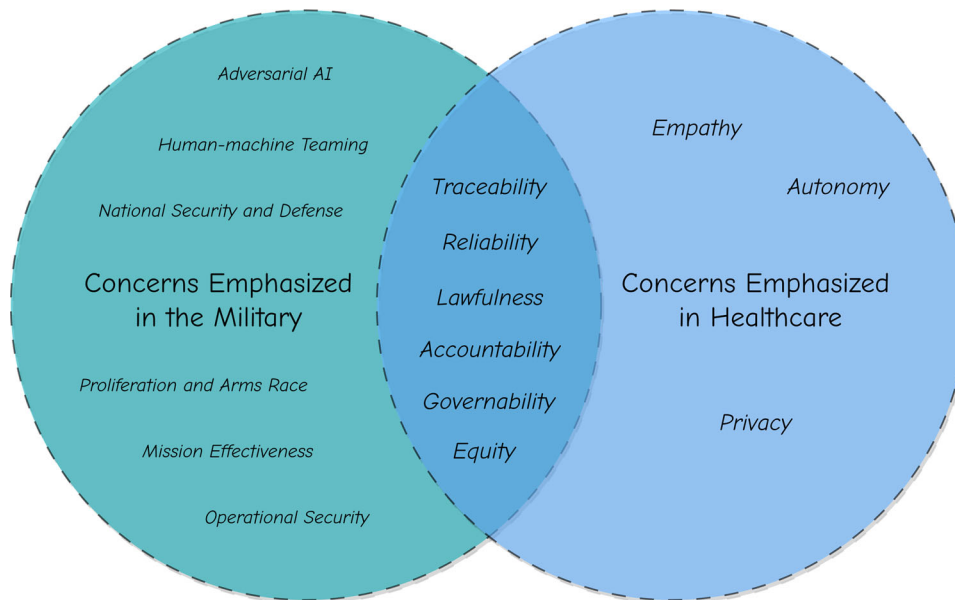 Adversarial AI
Human-machine Teaming
National Security and Defense
Concerns Emphasized
in the Military
Proliferation and Arms Race
Mission Effectiveness
Operational Security
Traceability
Reliability
Lawfulness
Accountability
Governability
Equity
Empathy
Autonomy
Concerns Emphasized
in Healthcare
Privacy